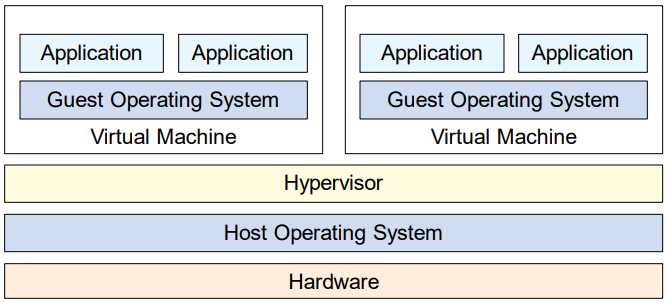 Application
Application
Guest Operating System
Virtual Machine
Application
Application
Guest Operating System
Virtual Machine
Hypervisor
Host Operating System
Hardware